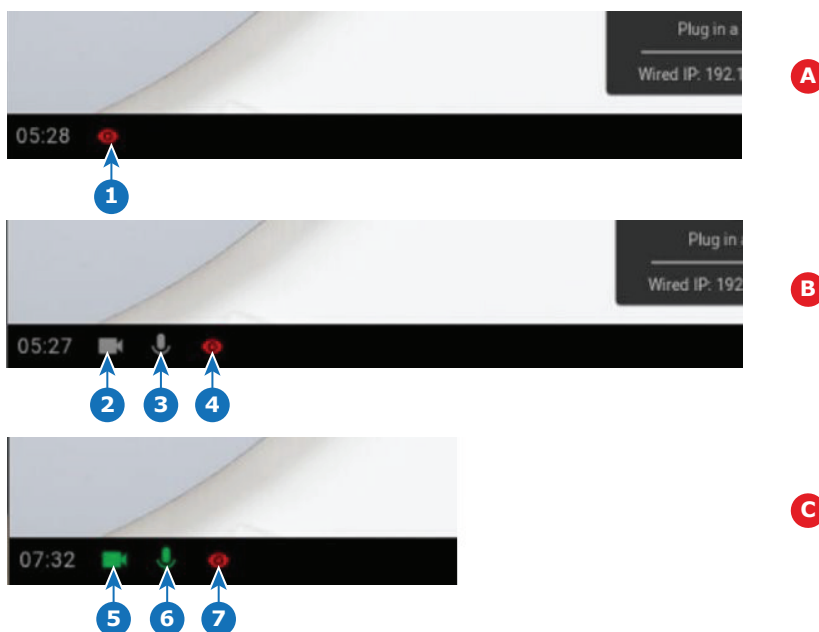 Plug in a
Wired IP: 192.1
A
05:28
1
Plug in
Wired IP: 192
B
05:27
2 3 4
C
07:32
5 6 7